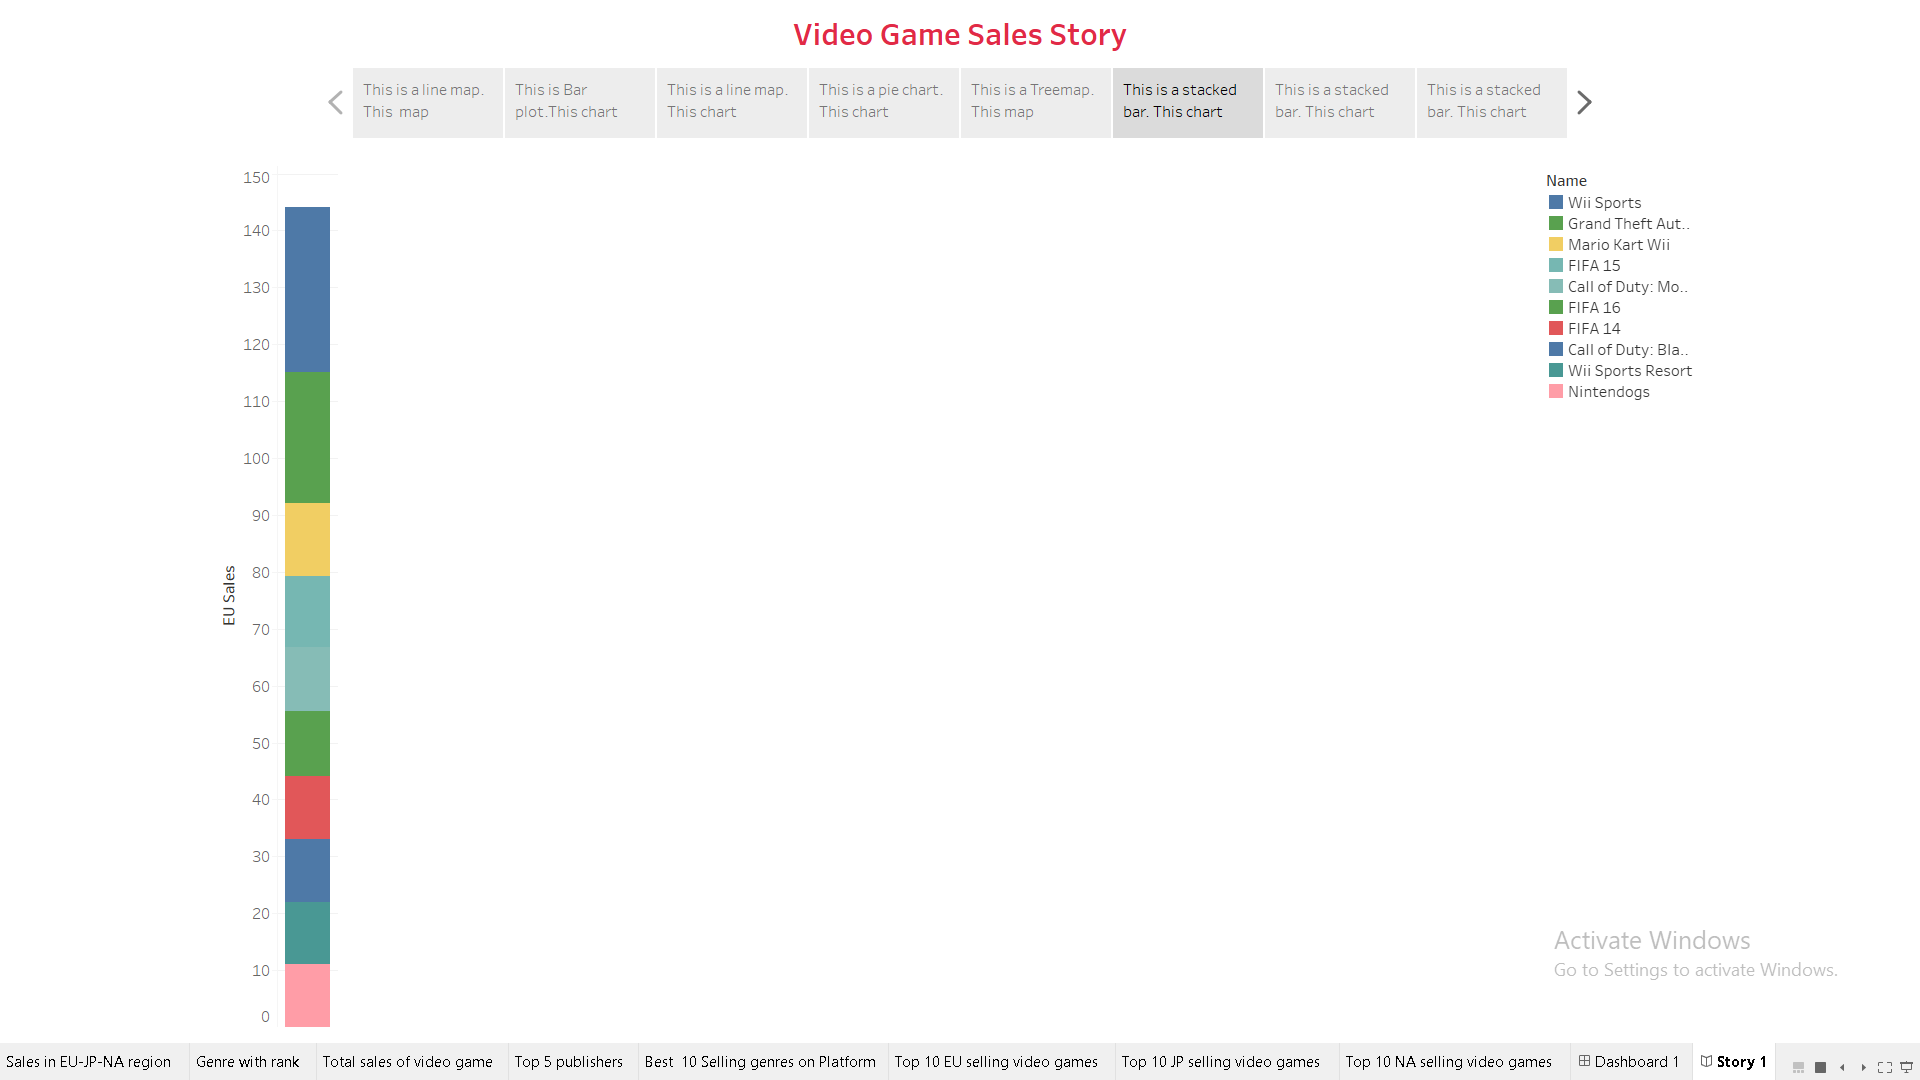 Video Game Sales Story
This is a line map.
This  map
This is Bar
plot.This chart
This is a line map.
This chart
This is a pie chart.
This chart
This is a Treemap.
This map
This is a stacked
bar. This chart
This is a stacked
bar. This chart
This is a stacked
bar. This chart
150
140
130
120
110
100
90
80
70
60
50
40
30
20
10
0
EU Sales
Name
Wii Sports
Grand Theft Aut..
Mario Kart Wii
FIFA 15
Call of Duty: Mo..
FIFA 16
FIFA 14
Call of Duty: Bla..
Wii Sports Resort
Nintendogs
Activate Windows
Go to Settings to activate Windows.
Sales in EU-JP-NA region
Genre with rank
Total sales of video game
Top 5 publishers
Best  10 Selling genres on Platform
Top 10 EU selling video games
Top 10 JP selling video games
Top 10 NA selling video games
Dashboard 1
Story 1